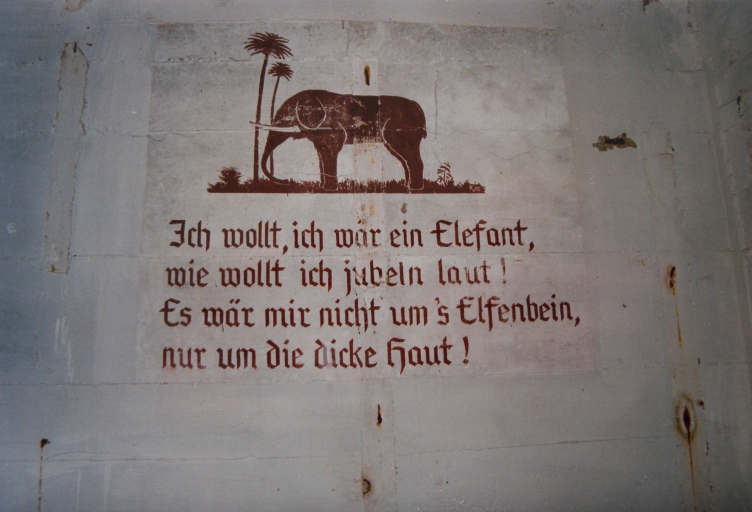 Ich wollt, ich wär ein Elefant,
wie wollt ich jubeln laut!
Es wär mir nicht um's Elfenbein,
nur um die dicke Haut!